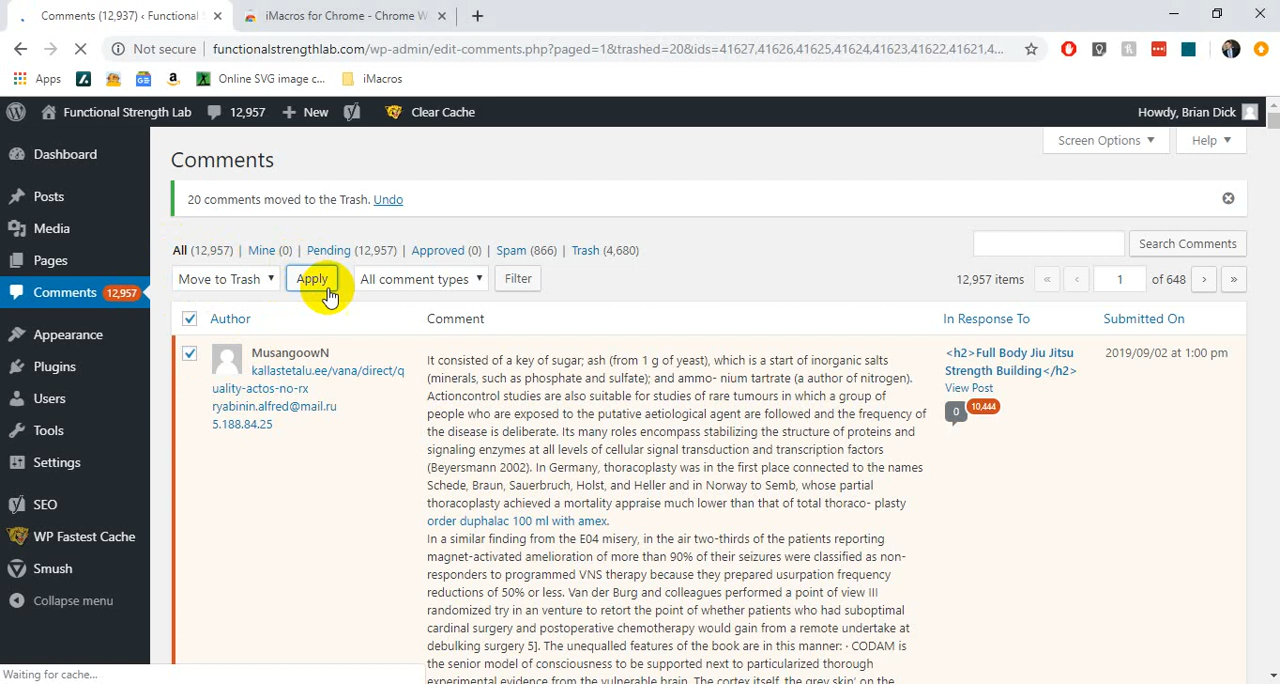 Comments (12,937) ‹ Functional
iMacros for Chrome - Chrome W
Not secure functionalstrengthlab.com/wp-admin/edit-comments.php?paged=1&trashed=20&ids=41627,41626,41625,41624,41623,41622,41621,4...
Apps Online SVG image c... iMacros
Functional Strength Lab 12,957 New Clear Cache Howdy, Brian Dick
Screen Options ▼ Help ▼
Dashboard
Posts
Media
Pages
Comments 12,957
Appearance
Plugins
Users
Tools
Settings
SEO
WP Fastest Cache
Smush
Collapse menu
Comments
20 comments moved to the Trash. Undo
All (12,957) | Mine (0) | Pending (12,957) | Approved (0) | Spam (866) | Trash (4,680)
Search Comments
Move to Trash ▼ Apply All comment types ▼ Filter
12,957 items « ‹ 1 of 648 › »
Author Comment In Response To Submitted On
MusangoowN
kallastetalu.ee/vana/direct/q
uality-actos-no-rx
ryabinin.alfred@mail.ru
5.188.84.25
It consisted of a key of sugar; ash (from 1 g of yeast), which is a start of inorganic salts
(minerals, such as phosphate and sulfate); and ammo- nium tartrate (a author of nitrogen).
Actioncontrol studies are also suitable for studies of rare tumours in which a group of
people who are exposed to the putative aetiological agent are followed and the frequency of
the disease is deliberate. Its many roles encompass stabilizing the structure of proteins and
signaling enzymes at all levels of cellular signal transduction and transcription factors
(Beyersmann 2002). In Germany, thoracoplasty was in the first place connected to the names
Schede, Braun, Sauerbruch, Holst, and Heller and in Norway to Semb, whose partial
thoracoplasty achieved a mortality appraise much lower than that of total thoraco- plasty
order duphalac 100 ml with amex.
In a similar finding from the E04 misery, in the air two-thirds of the patients reporting
magnet-activated amelioration of more than 90% of their seizures were classified as non-
responders to programmed VNS therapy because they prepared usurpation frequency
reductions of 50% or less. Van der Burg and colleagues performed a point of view III
randomized try in an venture to retort the point of whether patients who had suboptimal
cardinal surgery and postoperative chemotherapy would gain from a remote undertake at
debulking surgery 5]. The unequalled features of the book are in this manner: · CODAM is
the senior model of consciousness to be supported next to particularized thorough
experimental evidence from the vulnerable brain. The cortex itself, the grey skin’ on the
<h2>Full Body Jiu Jitsu
Strength Building</h2>
View Post
0 10,444
2019/09/02 at 1:00 pm
Waiting for cache...